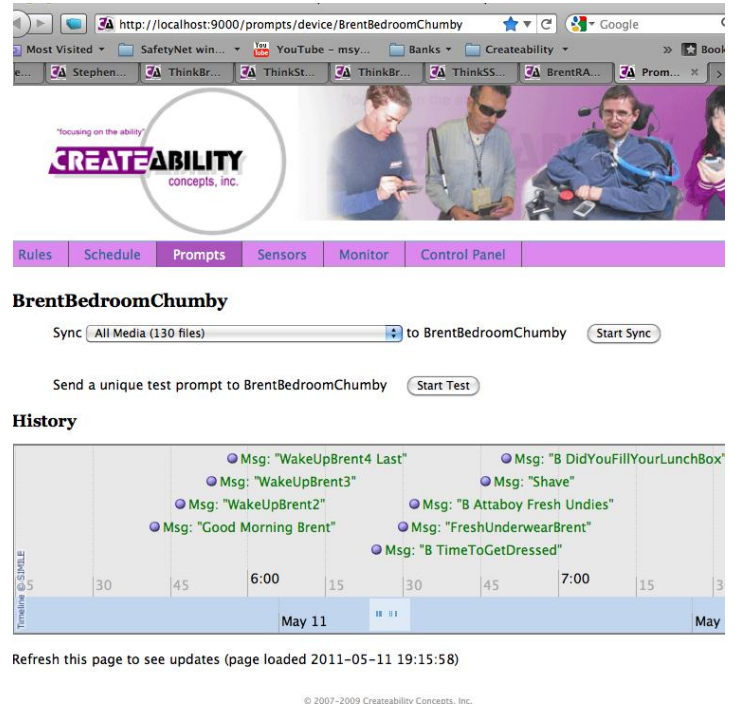 http://localhost:9000/prompts/device/BrentBedroomChumby Google
Most Visited SafetyNet win... YouTube – msy... Banks Createability » Book
e... Stephen... ThinkBr... ThinkSt... ThinkBr... ThinkSS... BrentRA... Prom...
"focusing on the ability"
CREATEABILITY
concepts, inc.
Rules Schedule Prompts Sensors Monitor Control Panel
BrentBedroomChumby
Sync All Media (130 files) to BrentBedroomChumby Start Sync
Send a unique test prompt to BrentBedroomChumby Start Test
History
Msg: "WakeUpBrent4 Last" Msg: "B DidYouFillYourLunchBox"
Msg: "WakeUpBrent3" Msg: "Shave"
Msg: "WakeUpBrent2" Msg: "B Attaboy Fresh Undies"
Msg: "Good Morning Brent" Msg: "FreshUnderwearBrent"
Msg: "B TimeToGetDressed"
Timeline © SIMILE
5 30 45 6:00 15 30 45 7:00 15 3
May 11 May
Refresh this page to see updates (page loaded 2011-05-11 19:15:58)
© 2007-2009 Createability Concepts, Inc.